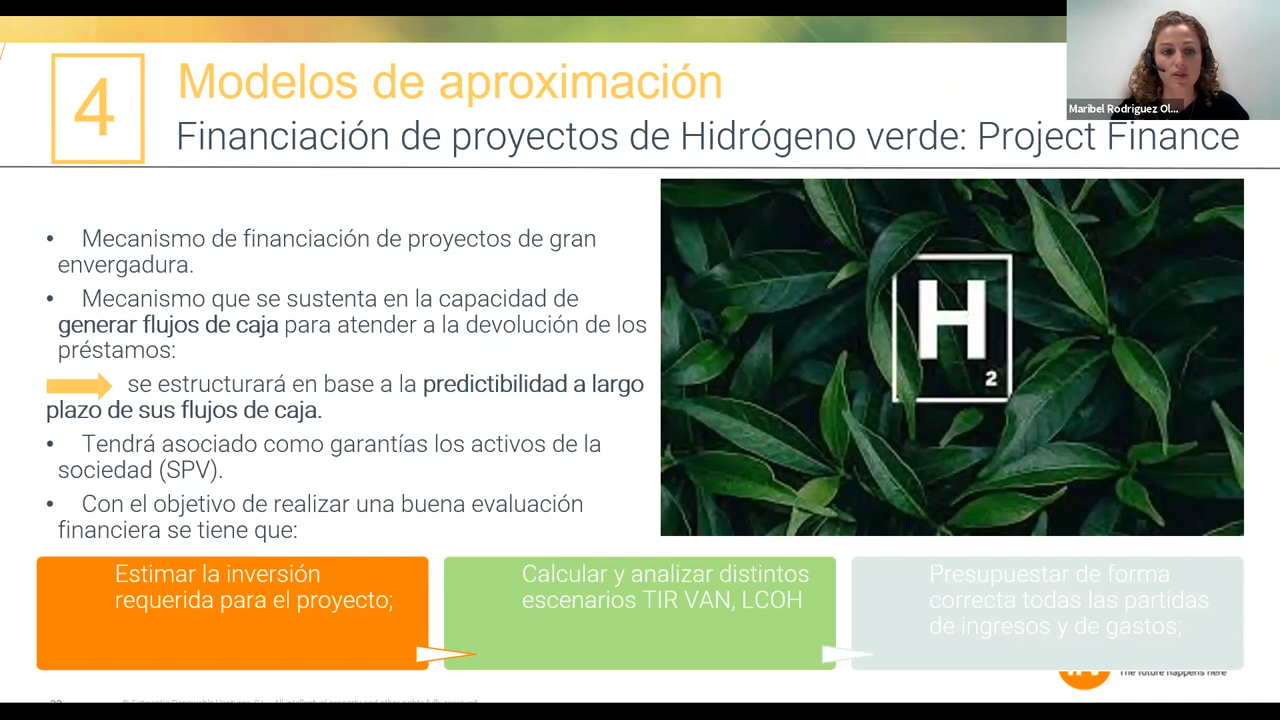 4
Modelos de aproximación
Financiación de proyectos de Hidrógeno verde: Project Finance
Maribel Rodriguez Ol...
• Mecanismo de financiación de proyectos de gran
envergadura.
• Mecanismo que se sustenta en la capacidad de
generar flujos de caja para atender a la devolución de los
préstamos:
se estructurará en base a la predictibilidad a largo
plazo de sus flujos de caja.
• Tendrá asociado como garantías los activos de la
sociedad (SPV).
• Con el objetivo de realizar una buena evaluación
financiera se tiene que:
H
2
Estimar la inversión
requerida para el proyecto;
Calcular y analizar distintos
escenarios TIR VAN, LCOH
Presupuestar de forma
correcta todas las partidas
de ingresos y de gastos;
The future happens here